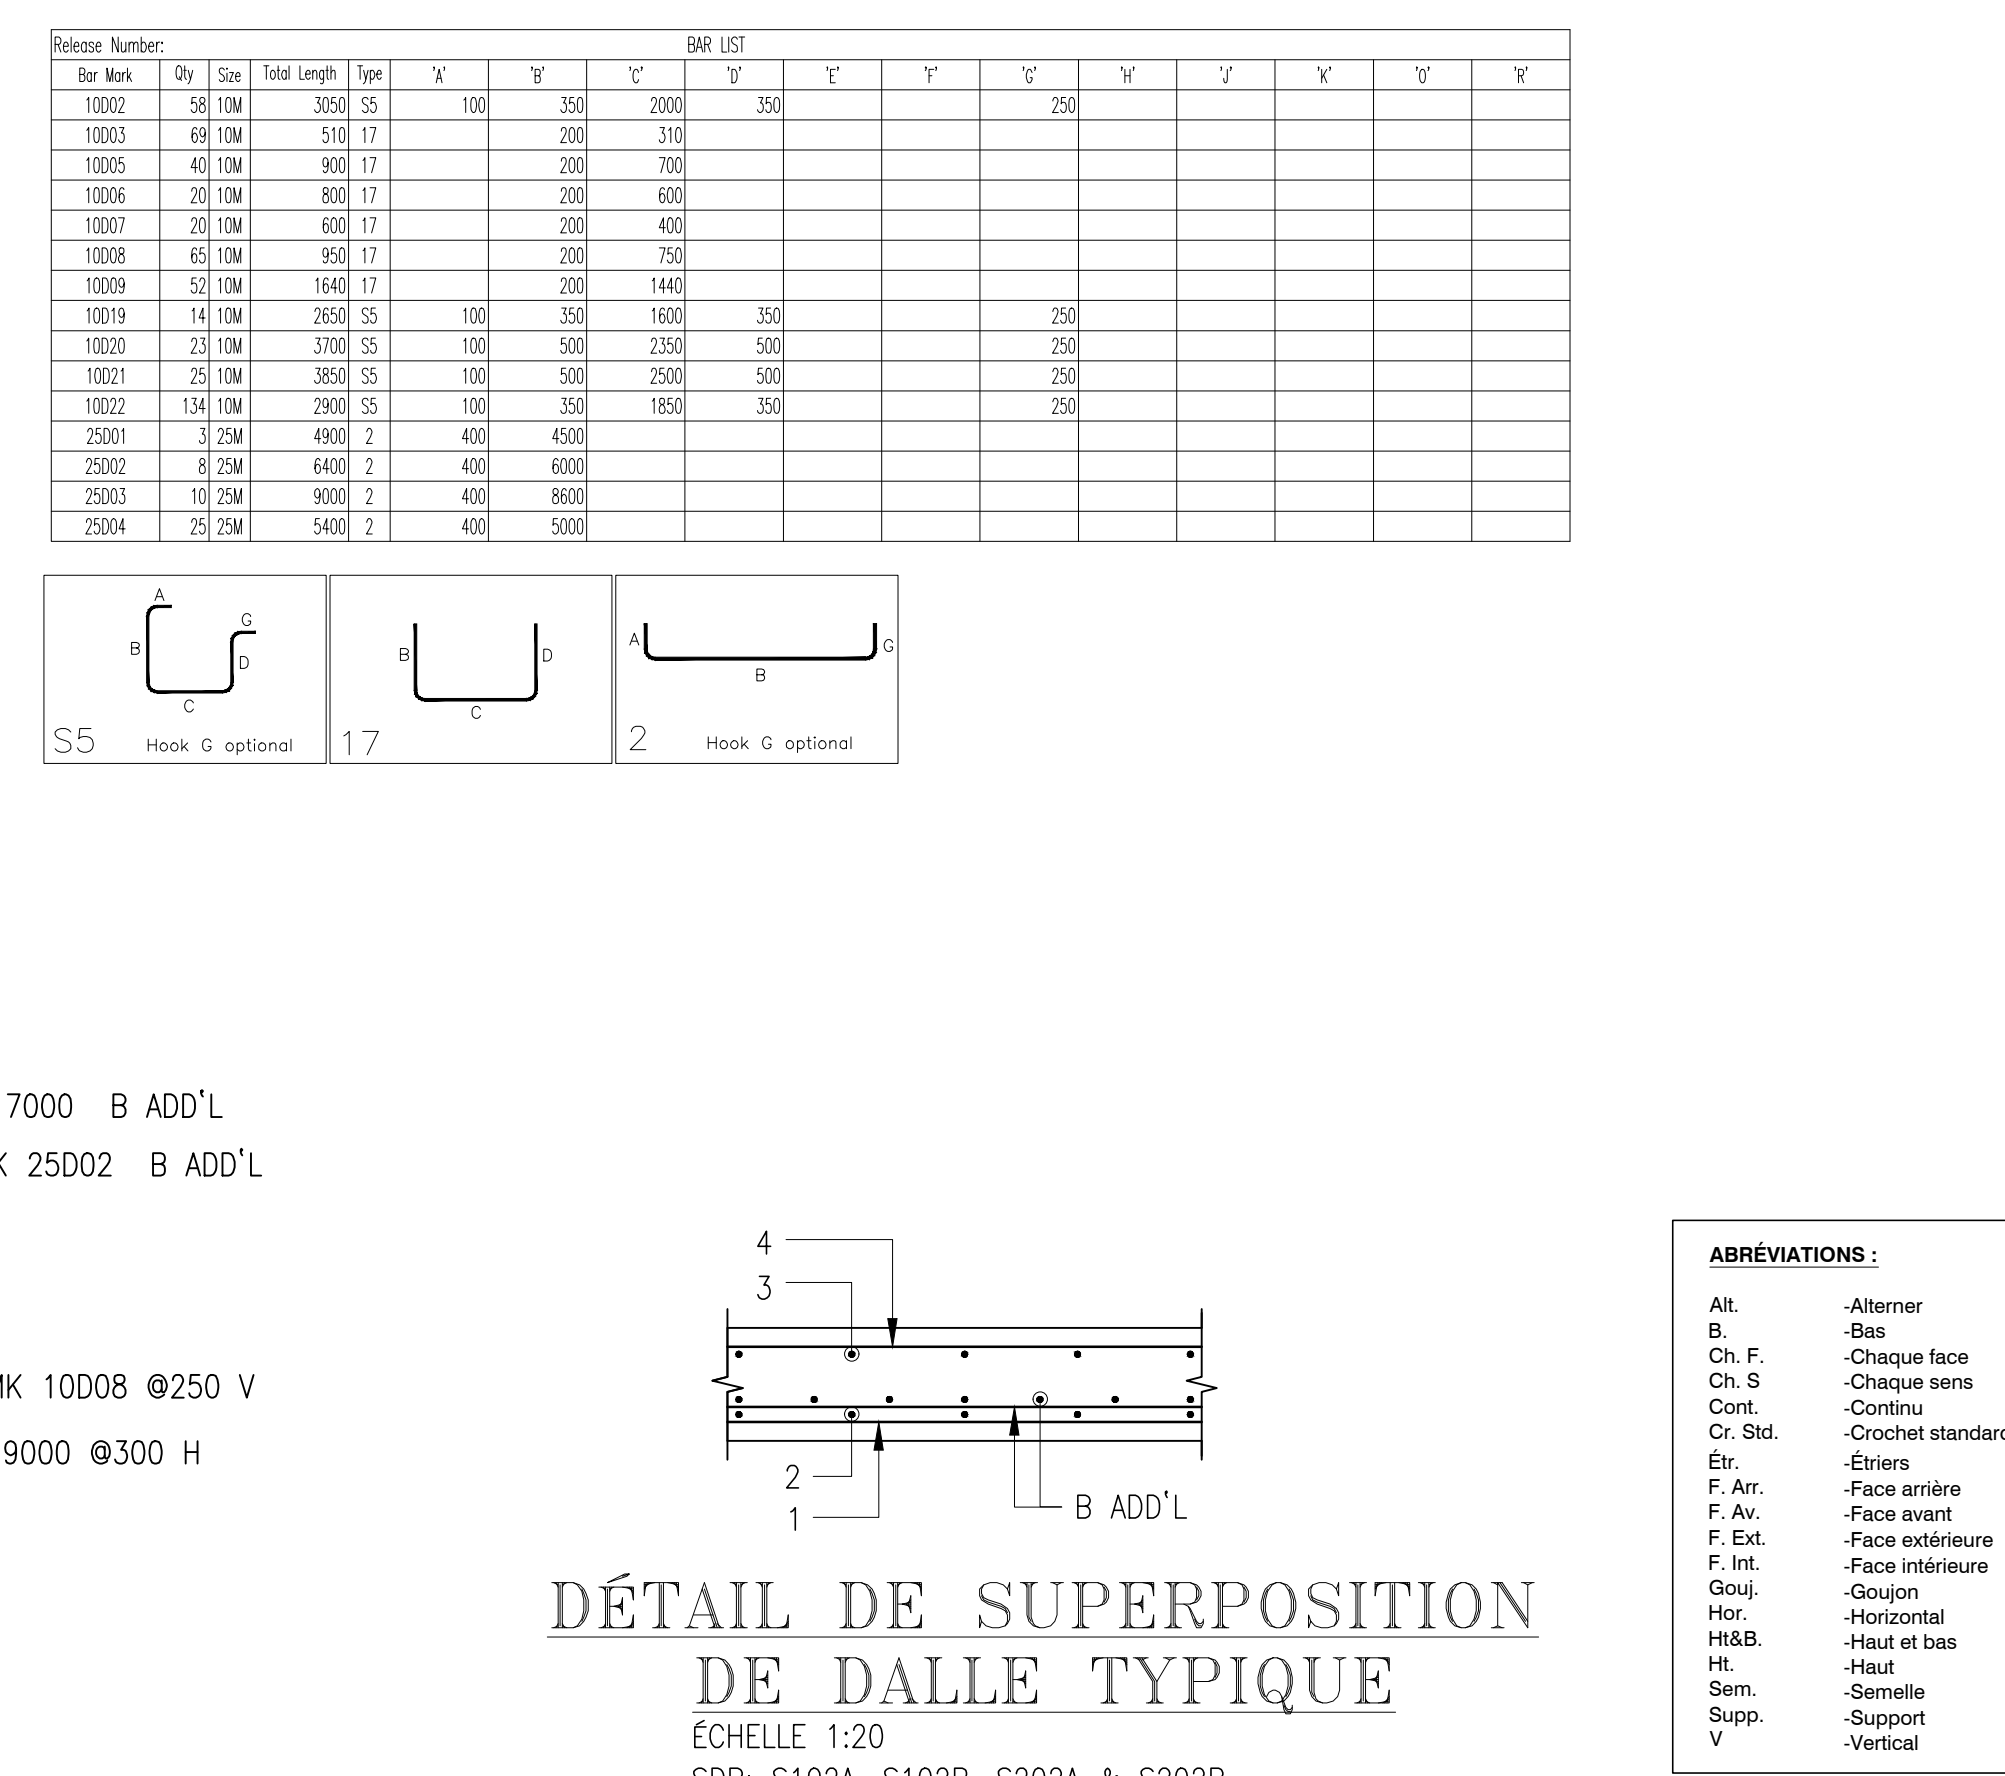 Release Number: BAR LIST
Bar Mark Qty Size Total Length Type 'A' 'B' 'C' 'D' 'E' 'F' 'G' 'H' 'J' 'K' 'O' 'R'
10D02 58 10M 3050 S5 100 350 2000 350 250
10D03 69 10M 510 17 200 310
10D05 40 10M 900 17 200 700
10D06 20 10M 800 17 200 600
10D07 20 10M 600 17 200 400
10D08 65 10M 950 17 200 750
10D09 52 10M 1640 17 200 1440
10D19 14 10M 2650 S5 100 350 1600 350 250
10D20 23 10M 3700 S5 100 500 2350 500 250
10D21 25 10M 3850 S5 100 500 2500 500 250
10D22 134 10M 2900 S5 100 350 1850 350 250
25D01 3 25M 4900 2 400 4500
25D02 8 25M 6400 2 400 6000
25D03 10 25M 9000 2 400 8600
25D04 25 25M 5400 2 400 5000
A
G
B
D
C
S5 Hook G optional
B
D
C
17
A
G
B
2 Hook G optional
7000 B ADD'L
K 25D02 B ADD'L
MK 10D08 @250 V
9000 @300 H
4
3
2
1
B ADD'L
DÉTAIL DE SUPERPOSITION
DE DALLE TYPIQUE
ÉCHELLE 1:20
ABRÉVIATIONS :
Alt. -Alterner
B. -Bas
Ch. F. -Chaque face
Ch. S -Chaque sens
Cont. -Continu
Cr. Std. -Crochet standard
Étr. -Étriers
F. Arr. -Face arrière
F. Av. -Face avant
F. Ext. -Face extérieure
F. Int. -Face intérieure
Gouj. -Goujon
Hor. -Horizontal
Ht&B. -Haut et bas
Ht. -Haut
Sem. -Semelle
Supp. -Support
V -Vertical